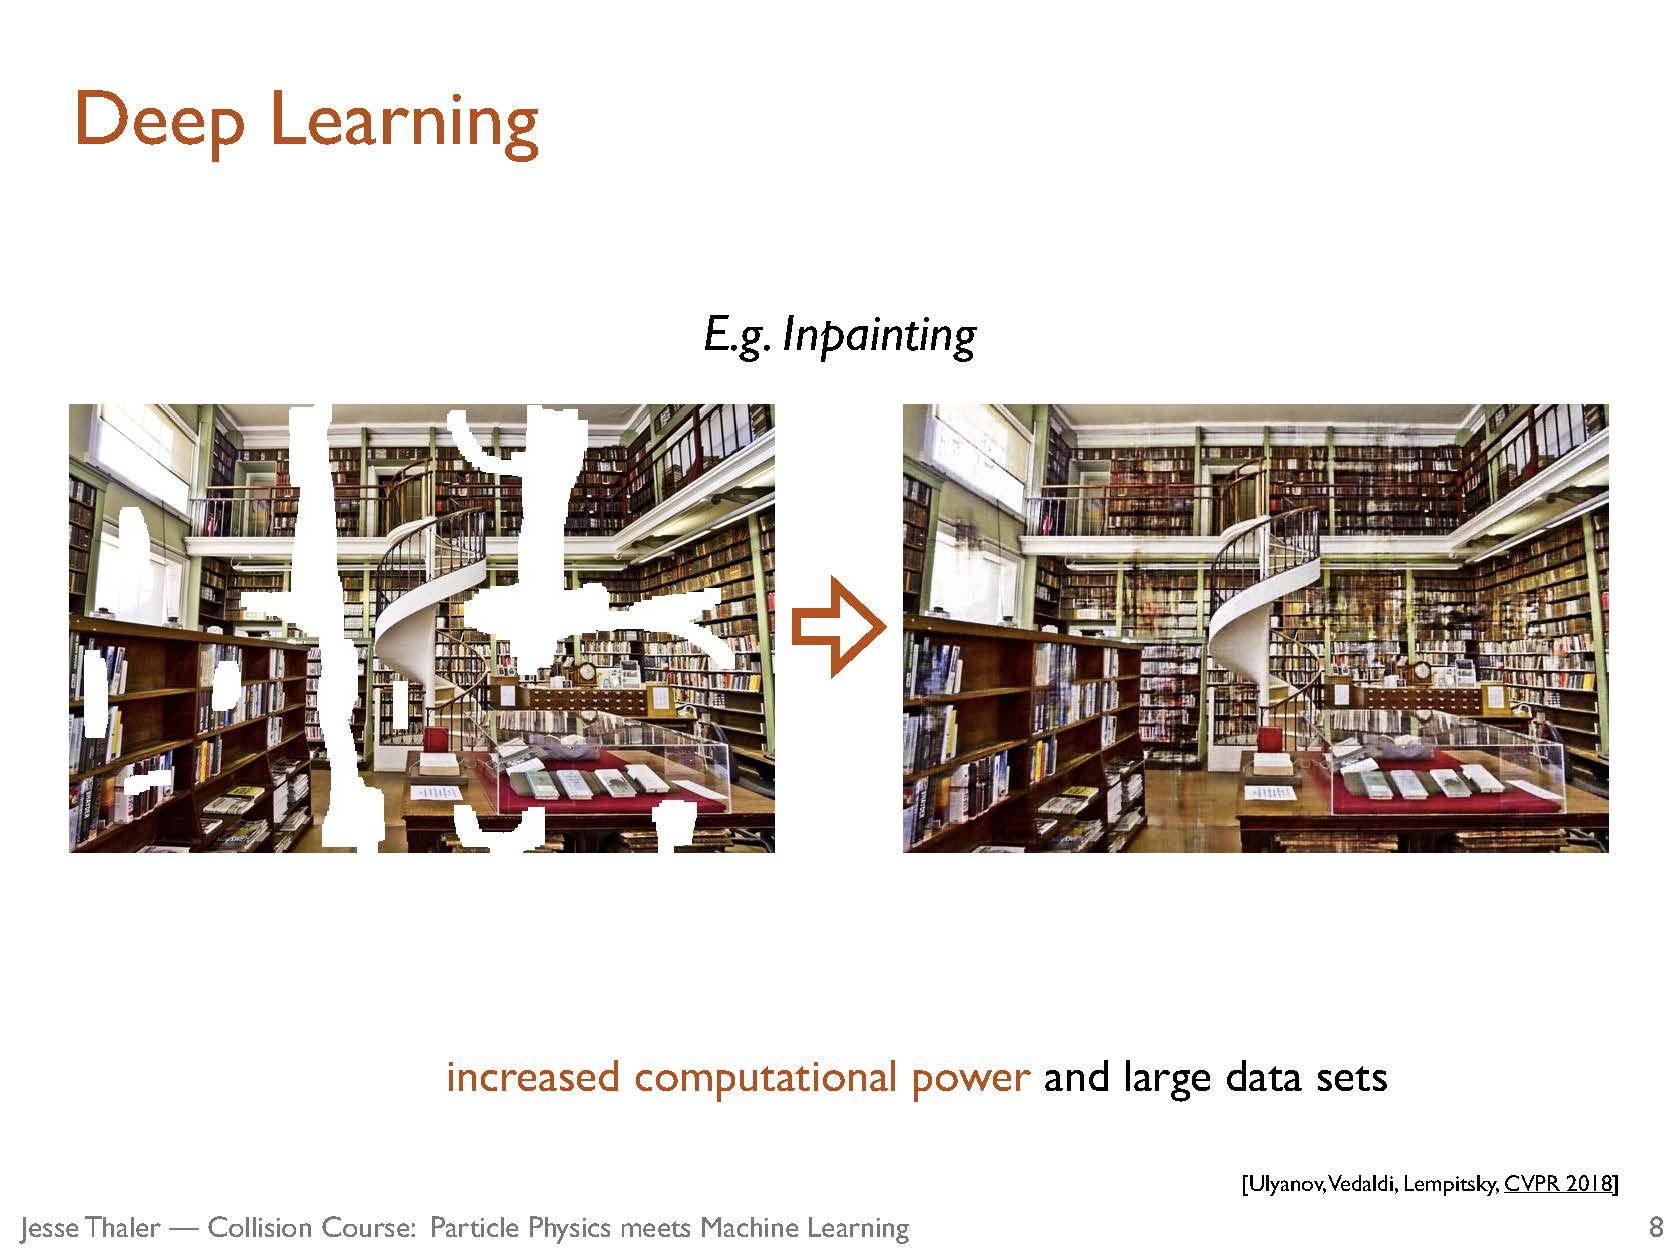 Deep Learning
E.g. Inpainting
increased computational power and large data sets
[Ulyanov, Vedaldi, Lempitsky, CVPR 2018]
Jesse Thaler — Collision Course: Particle Physics meets Machine Learning
8